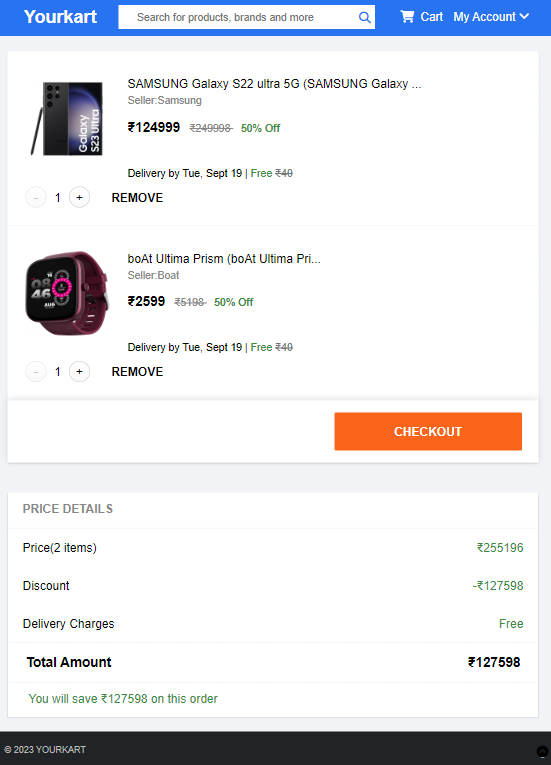 Yourkart
Search for products, brands and more
Cart
My Account
SAMSUNG Galaxy S22 ultra 5G (SAMSUNG Galaxy ...
Seller:Samsung
₹124999 ₹249998 50% Off
Galaxy
S23 Ultra
Delivery by Tue, Sept 19 | Free ₹40
- 1 + REMOVE
boAt Ultima Prism (boAt Ultima Pri...
Seller:Boat
₹2599 ₹5198 50% Off
08
46
AUG
Delivery by Tue, Sept 19 | Free ₹40
- 1 + REMOVE
CHECKOUT
PRICE DETAILS
Price(2 items) ₹255196
Discount -₹127598
Delivery Charges Free
Total Amount ₹127598
You will save ₹127598 on this order
© 2023 YOURKART